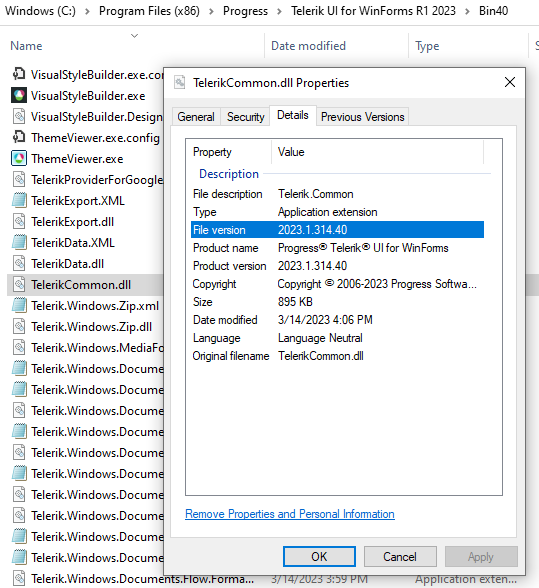 Windows (C:) > Program Files (x86) > Progress > Telerik UI for WinForms R1 2023 > Bin40
Name Date modified Type
VisualStyleBuilder.exe.con
VisualStyleBuilder.exe
VisualStyleBuilder.Design
ThemeViewer.exe.config
ThemeViewer.exe
TelerikProviderForGoogle
TelerikExport.XML
TelerikExport.dll
TelerikData.XML
TelerikData.dll
TelerikCommon.dll
Telerik.Windows.Zip.xml
Telerik.Windows.Zip.dll
Telerik.Windows.MediaFo
Telerik.Windows.Docume
Telerik.Windows.Docume
Telerik.Windows.Docume
Telerik.Windows.Docume
Telerik.Windows.Docume
Telerik.Windows.Docume
Telerik.Windows.Docume
Telerik.Windows.Docume
Telerik.Windows.Docume
Telerik.Windows.Docume
Telerik.Windows.Documents.Flow.Forma... 3/14/2023 3:59 PM Application exten...
TelerikCommon.dll Properties
General Security Details Previous Versions
Property Value
Description
File description Telerik.Common
Type Application extension
File version 2023.1.314.40
Product name Progress® Telerik® UI for WinForms
Product version 2023.1.314.40
Copyright Copyright © 2006-2023 Progress Softwa...
Size 895 KB
Date modified 3/14/2023 4:06 PM
Language Language Neutral
Original filename TelerikCommon.dll
Remove Properties and Personal Information
OK Cancel Apply